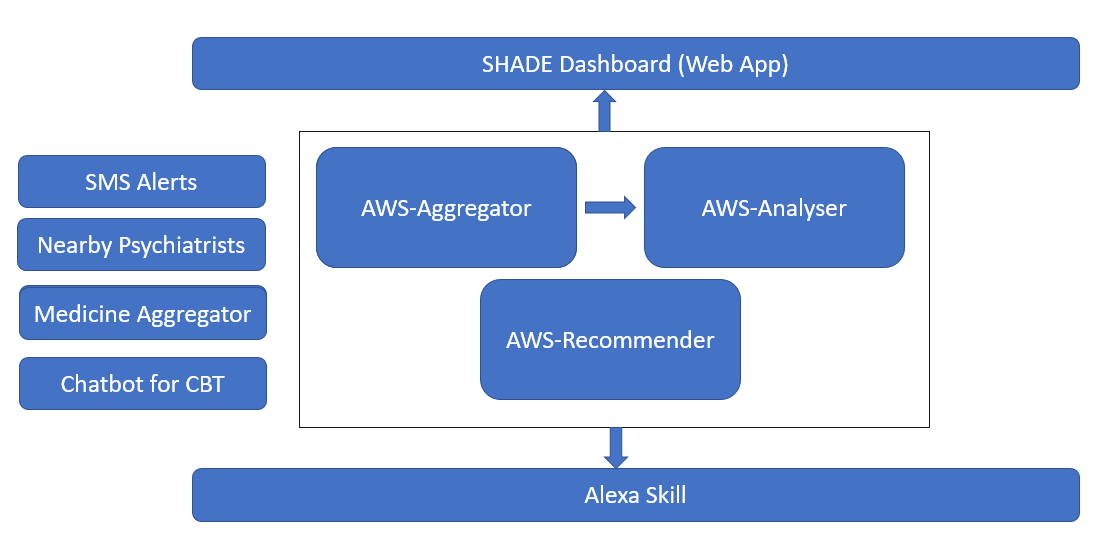 SHADE Dashboard (Web App)
SMS Alerts
Nearby Psychiatrists
Medicine Aggregator
Chatbot for CBT
AWS-Aggregator
AWS-Analyser
AWS-Recommender
Alexa Skill